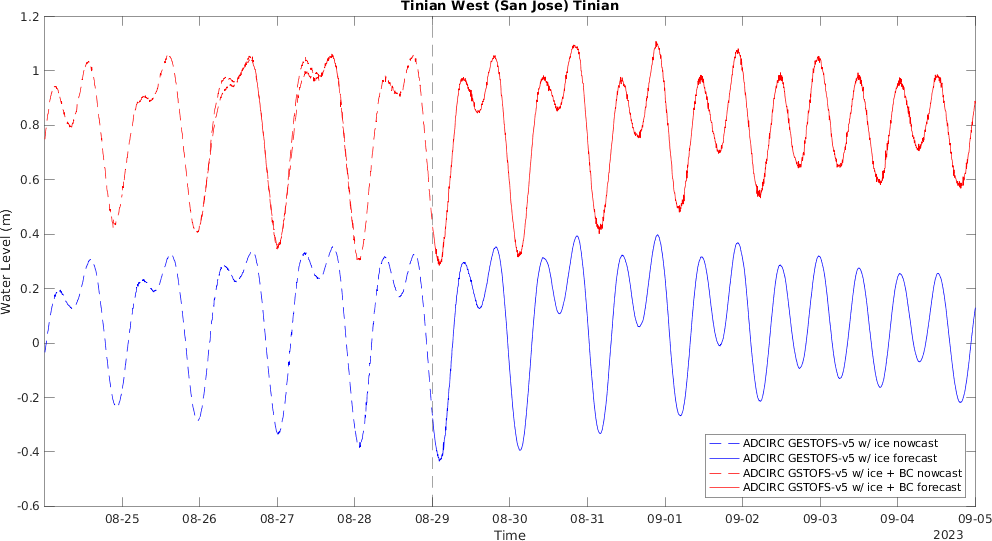 Tinian West (San Jose) Tinian
1.2
1
0.8
0.6
0.4
0.2
0
-0.2
-0.4
-0.6
Water Level (m)
08-25 08-26 08-27 08-28 08-29 08-30 08-31 09-01 09-02 09-03 09-04 09-05
Time
2023
ADCIRC GESTOFS-v5 w/ ice nowcast
ADCIRC GESTOFS-v5 w/ ice forecast
ADCIRC GSTOFS-v5 w/ ice + BC nowcast
ADCIRC GSTOFS-v5 w/ ice + BC forecast